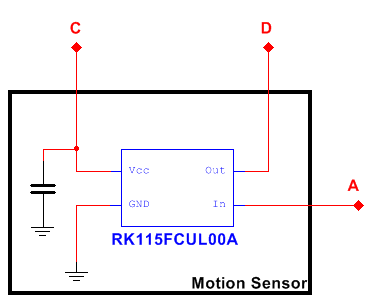 C
D
Vcc
Out
A
GND
In
RK115FCUL00A
Motion Sensor